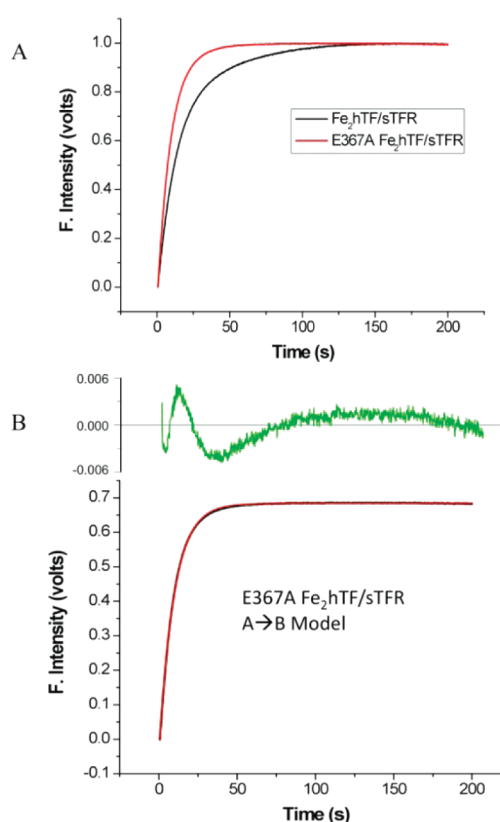 A
F. Intensity (volts)
1.0
0.8
0.6
0.4
0.2
0.0
Fe₂hTF/sTFR
E367A Fe₂hTF/sTFR
0 50 100 150 200
Time (s)
B
0.006
0.000
-0.006
F. Intensity (volts)
0.7
0.6
0.5
0.4
0.3
0.2
0.1
0.0
-0.1
E367A Fe₂hTF/sTFR
A→B Model
0 50 100 150 200
Time (s)